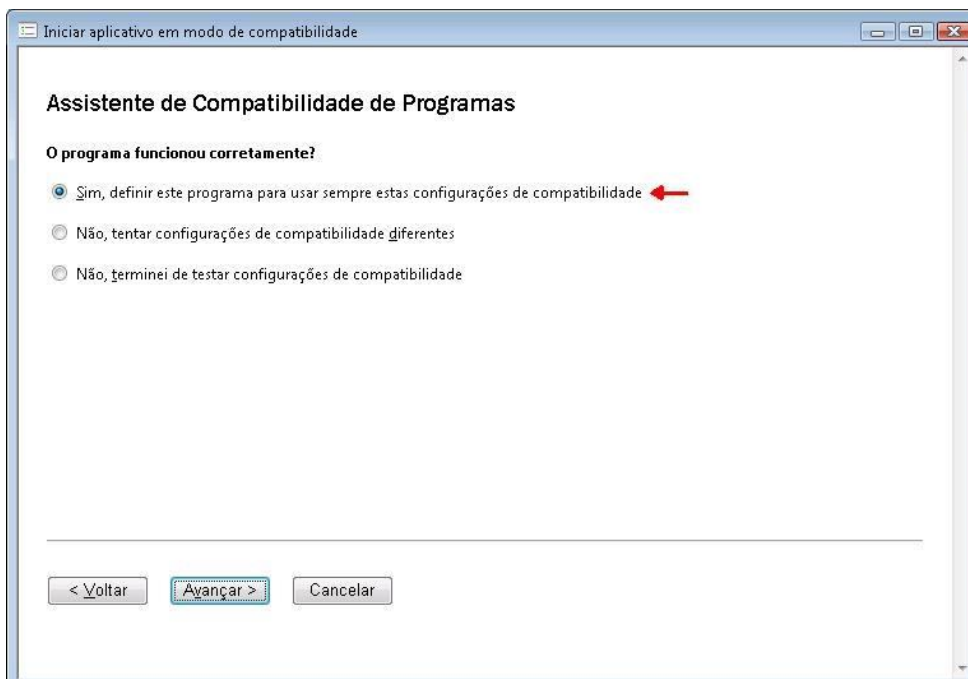 Iniciar aplicativo em modo de compatibilidade
Assistente de Compatibilidade de Programas
O programa funcionou corretamente?
Sim, definir este programa para usar sempre estas configurações de compatibilidade
Não, tentar configurações de compatibilidade diferentes
Não, terminei de testar configurações de compatibilidade
< Voltar
Avançar >
Cancelar